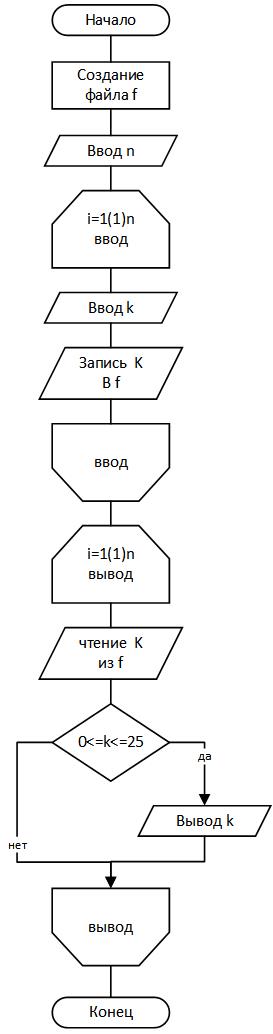 Начало
Создание
файла f
Ввод n
i=1(1)n
ввод
Ввод k
Запись K
В f
ввод
i=1(1)n
вывод
чтение K
из f
0<=k<=25
да
Вывод k
нет
вывод
Конец